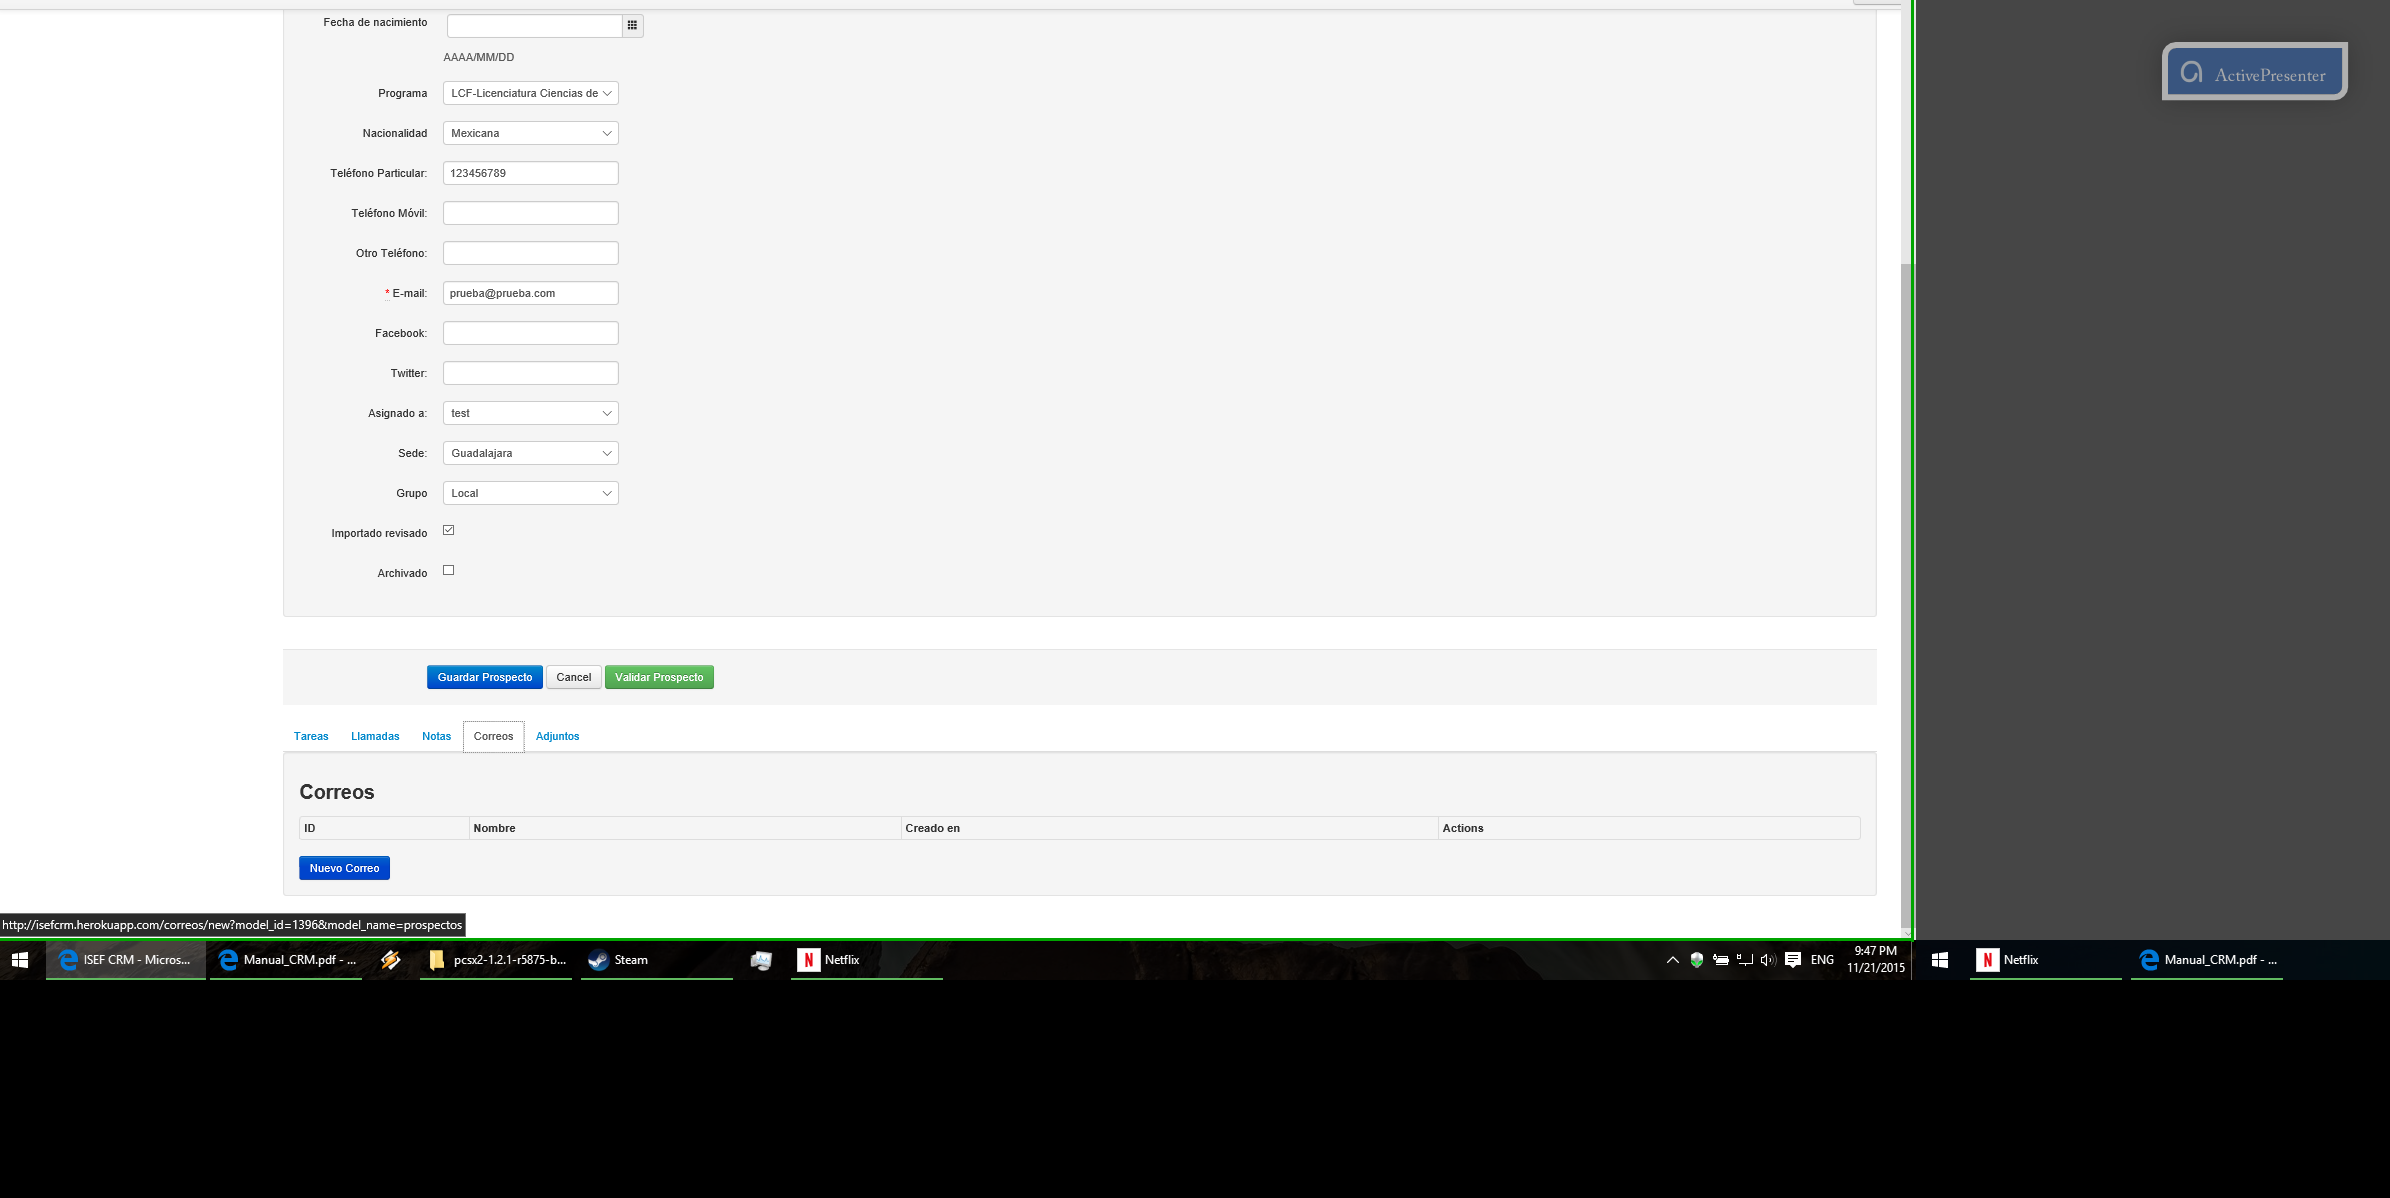 Fecha de nacimiento
AAAA/MM/DD
Programa LCF-Licenciatura Ciencias de
Nacionalidad Mexicana
Teléfono Particular: 123456789
Teléfono Móvil:
Otro Teléfono:
* E-mail: prueba@prueba.com
Facebook:
Twitter:
Asignado a: test
Sede: Guadalajara
Grupo Local
Importado revisado
Archivado
Guardar Prospecto Cancel Validar Prospecto
Tareas Llamadas Notas Correos Adjuntos
Correos
ID Nombre Creado en Actions
Nuevo Correo
http://isefcrm.herokuapp.com/correos/new?model_id=1396&model_name=prospectos
ISEF CRM - Micros... Manual_CRM.pdf - ... pcsx2-1.2.1-r5875-b... Steam N Netflix ENG 9:47 PM
11/21/2015
N Netflix Manual_CRM.pdf - ...
ActivePresenter